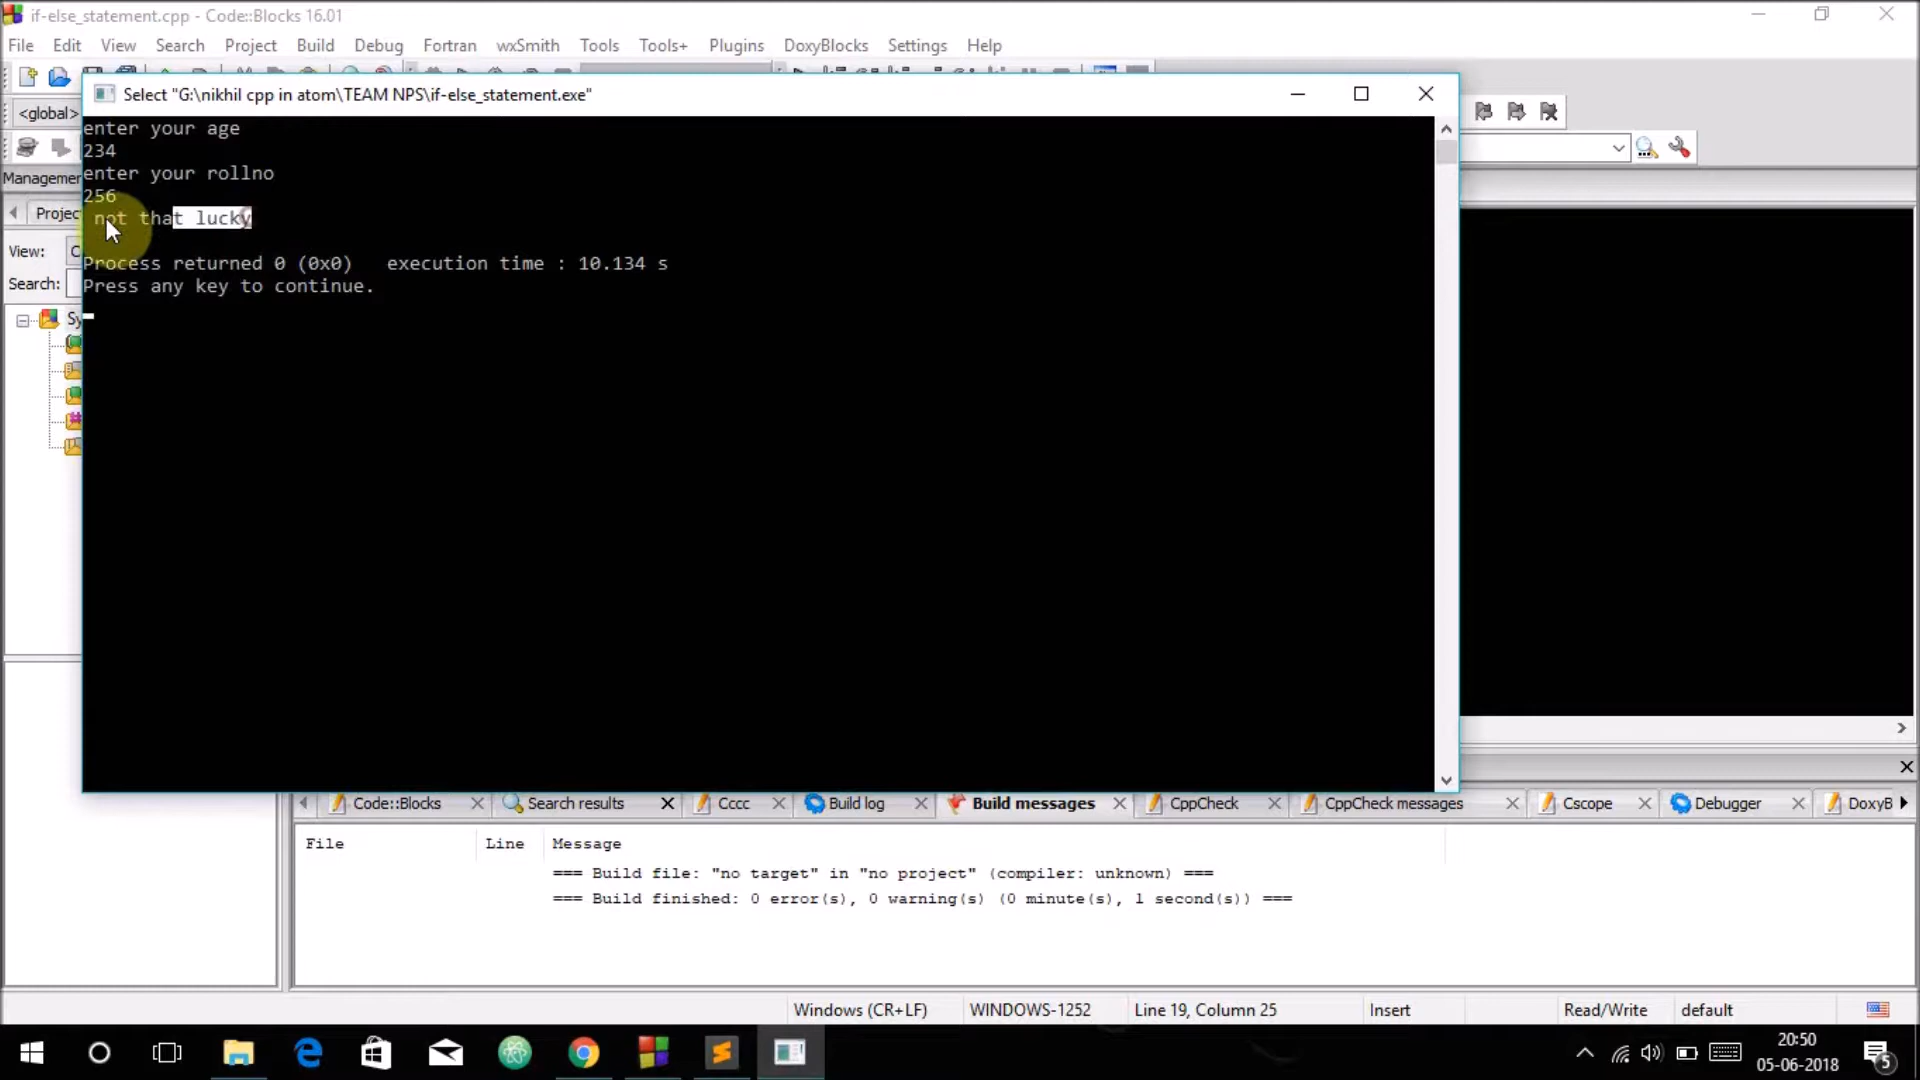 if-else_statement.cpp - Code::Blocks 16.01
File Edit View Search Project Build Debug Fortran wxSmith Tools Tools+ Plugins DoxyBlocks Settings Help
Select "G:\nikhil cpp in atom\TEAM NPS\if-else_statement.exe"
<global>
enter your age
234
enter your rollno
256
not that lucky
Process returned 0 (0x0)   execution time : 10.134 s
Press any key to continue.
View:
Search:
Code::Blocks Search results Cccc Build log Build messages CppCheck CppCheck messages Cscope Debugger DoxyB
File Line Message
=== Build file: "no target" in "no project" (compiler: unknown) ===
=== Build finished: 0 error(s), 0 warning(s) (0 minute(s), 1 second(s)) ===
Windows (CR+LF) WINDOWS-1252 Line 19, Column 25 Insert Read/Write default
20:50
05-06-2018
5